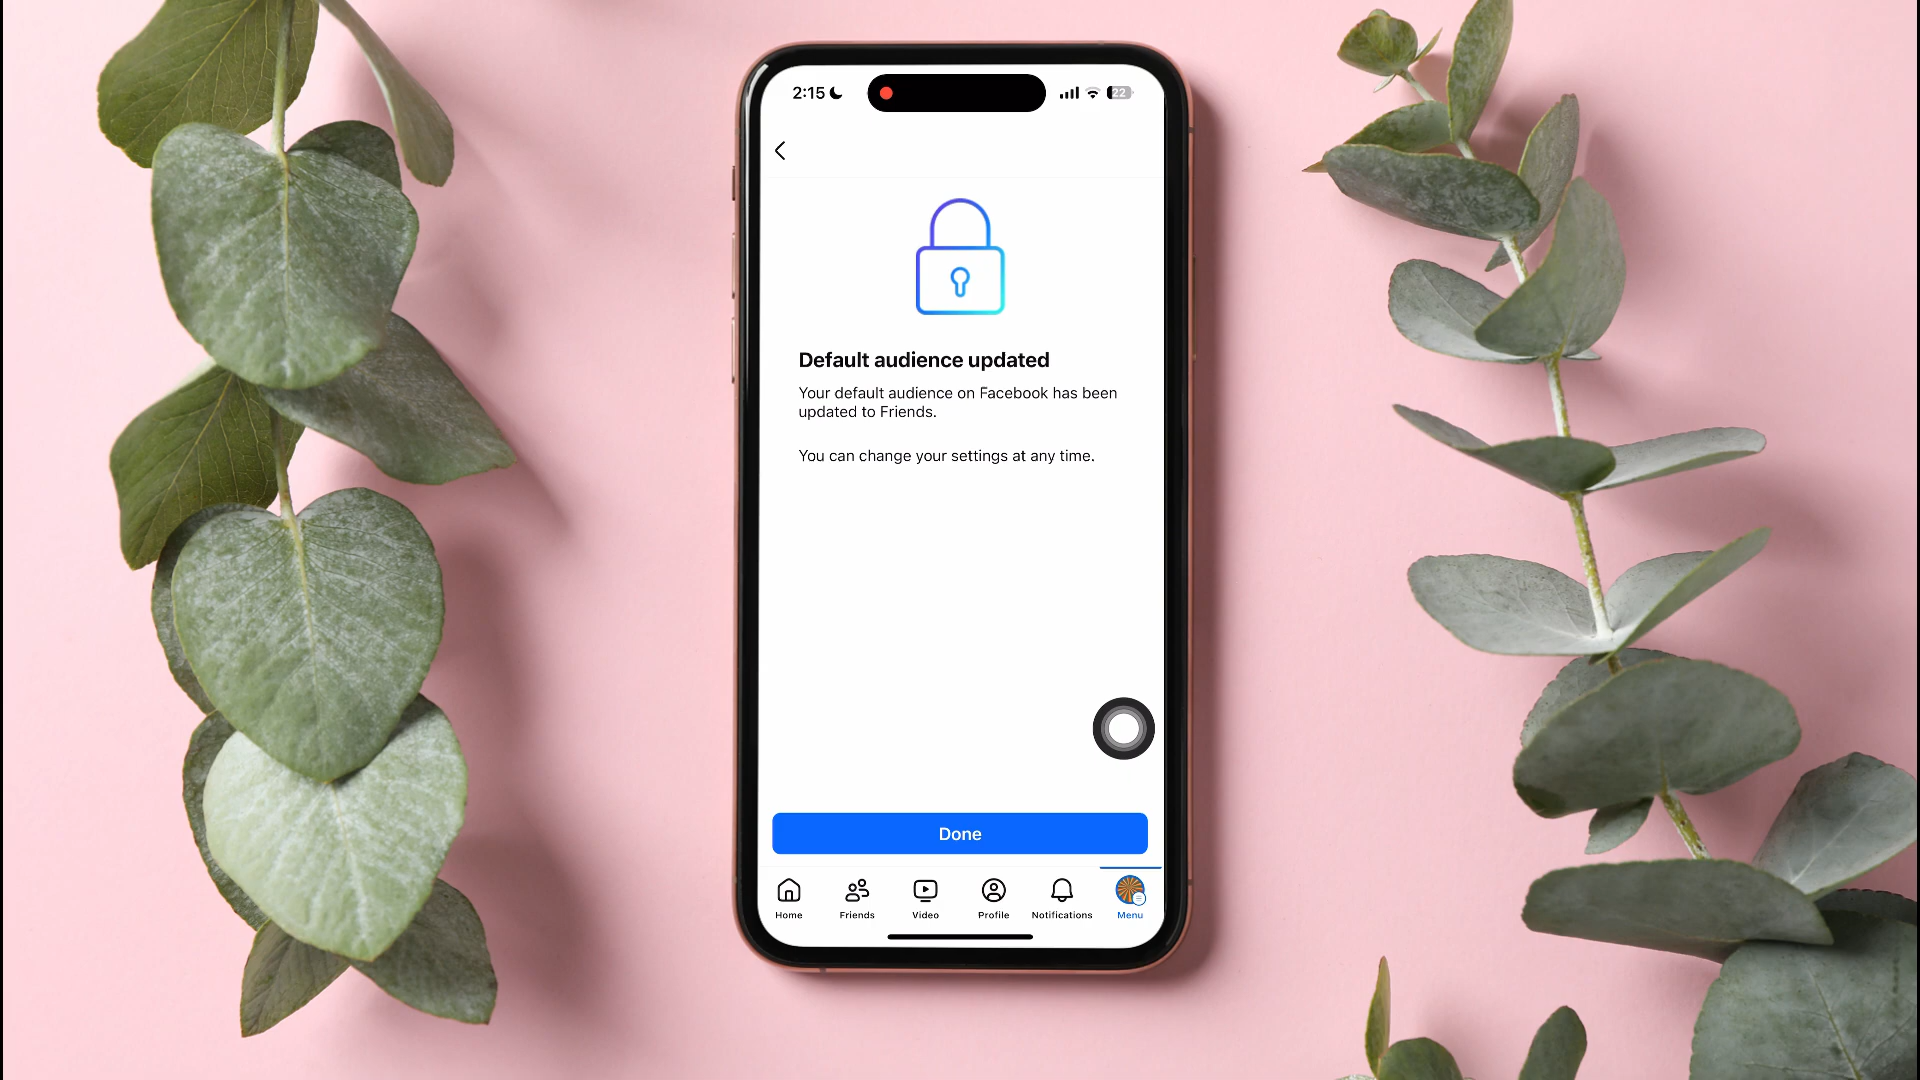 2:15
22
Default audience updated
Your default audience on Facebook has been
updated to Friends.
You can change your settings at any time.
Done
Home
Friends
Video
Profile
Notifications
Menu